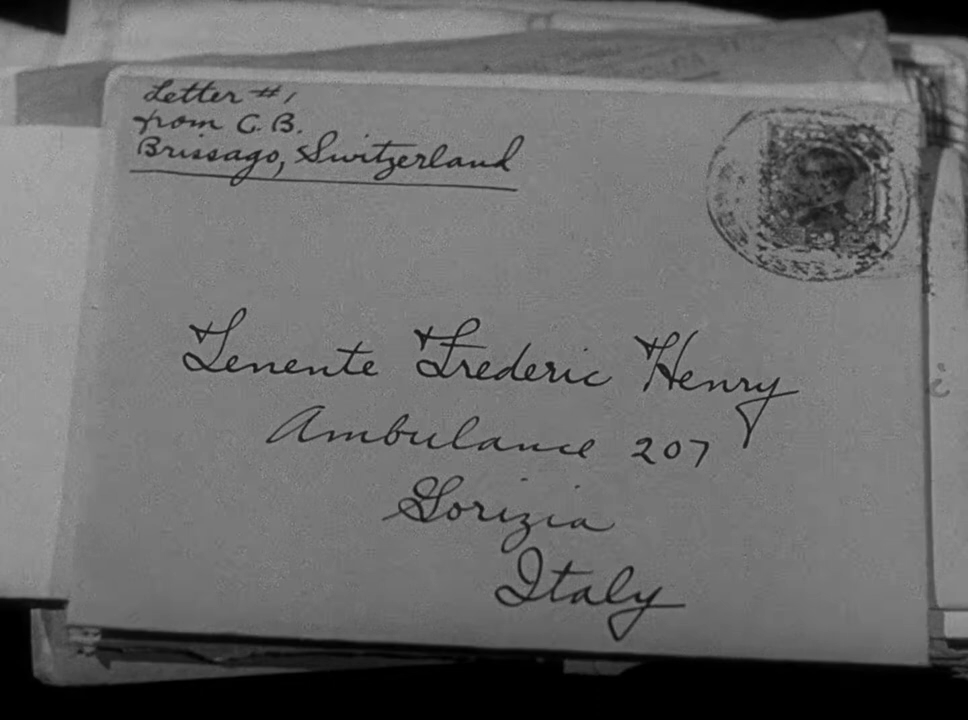 Letter #1
from C. B.
Brissago, Switzerland
Tenente Frederic Henry
Ambulance 207
Gorizia
Italy